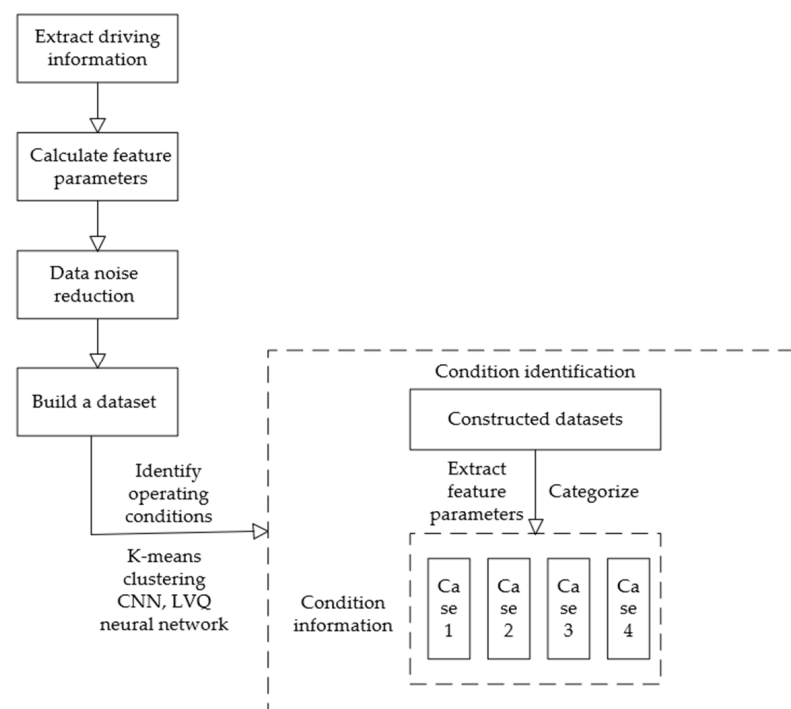 Extract driving
information
Calculate feature
parameters
Data noise
reduction
Build a dataset
Identify
operating
conditions
K-means
clustering
CNN, LVQ
neural network
Condition identification
Constructed datasets
Extract
feature
parameters
Categorize
Condition
information
Ca
se
1
Ca
se
2
Ca
se
3
Ca
se
4